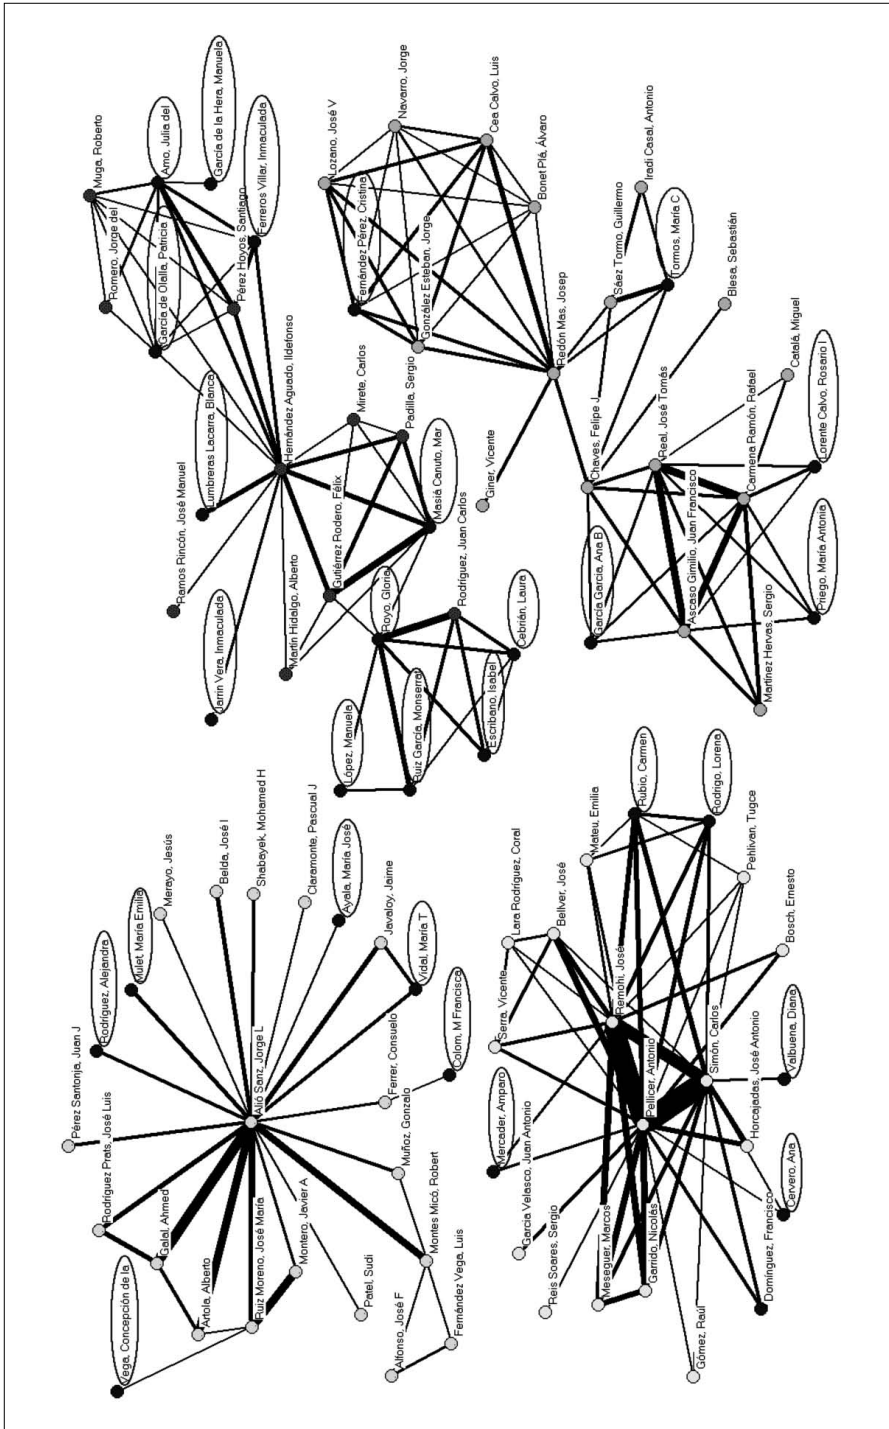 Muga, Roberto
Romero, Jorge del
Amo, Julia del
García de la Hera, Manuela
García de Olalla, Patricia
Pérez Hoyos, Santiago
Ferreros Villar, Inmaculada
Hernández Aguado, Ildefonso
Lumbreras Lacarra, Blanca
Ramos Rincón, José Manuel
Jarrín Vera, Inmaculada
Martín Hidalgo, Alberto
Gutiérrez Rodero, Félix
Mirete, Carlos
Padilla, Sergio
Masiá Canuto, Mar
Royo, Gloria
Rodríguez, Juan Carlos
Cebrián, Laura
Escribano, Isabel
Ruiz García, Monserrat
López, Manuela
Lozano, José V
Navarro, Jorge
Cea Calvo, Luis
Bonet Plá, Álvaro
Fernández Pérez, Cristina
González Esteban, Jorge
Redón Mas, Josep
Giner, Vicente
Sáez Tormo, Guillermo
Iradi Casal, Antonio
Tormos, María C
Blesa, Sebastián
Chaves, Felipe J
Real, José Tomás
Catalá, Miguel
Carmena Ramón, Rafael
Lorente Calvo, Rosario I
Ascaso Gimilio, Juan Francisco
García García, Ana B
Priego, María Antonia
Martínez Hervas, Sergio
Pérez Santonja, Juan J
Rodríguez, Alejandra
Mulet, María Emilia
Merayo, Jesús
Belda, José I
Shabayek, Mohamed H
Claramonte, Pascual J
Ayala, María José
Javaloy, Jaime
Vidal, María T
Colom, M Francisca
Ferrer, Consuelo
Muñoz, Gonzalo
Montes Micó, Robert
Fernández Vega, Luis
Alfonso, José F
Patel, Sudi
Montero, Javier A
Ruiz Moreno, José María
Artola, Alberto
Galal, Ahmed
Rodríguez Prats, José Luis
Vega, Concepción de la
Alió Sanz, Jorge L
Lara Rodríguez, Coral
Bellver, José
Mateu, Emilia
Rubio, Carmen
Rodrigo, Lorena
Pehlivan, Tugce
Bosch, Ernesto
Valbuena, Diana
Horcajadas, José Antonio
Cervero, Ana
Domínguez, Francisco
Gómez, Raúl
Garrido, Nicolás
Meseguer, Marcos
Reis Soares, Sergio
García Velasco, Juan Antonio
Mercader, Amparo
Serra, Vicente
Remohí, José
Pellicer, Antonio
Simón, Carlos